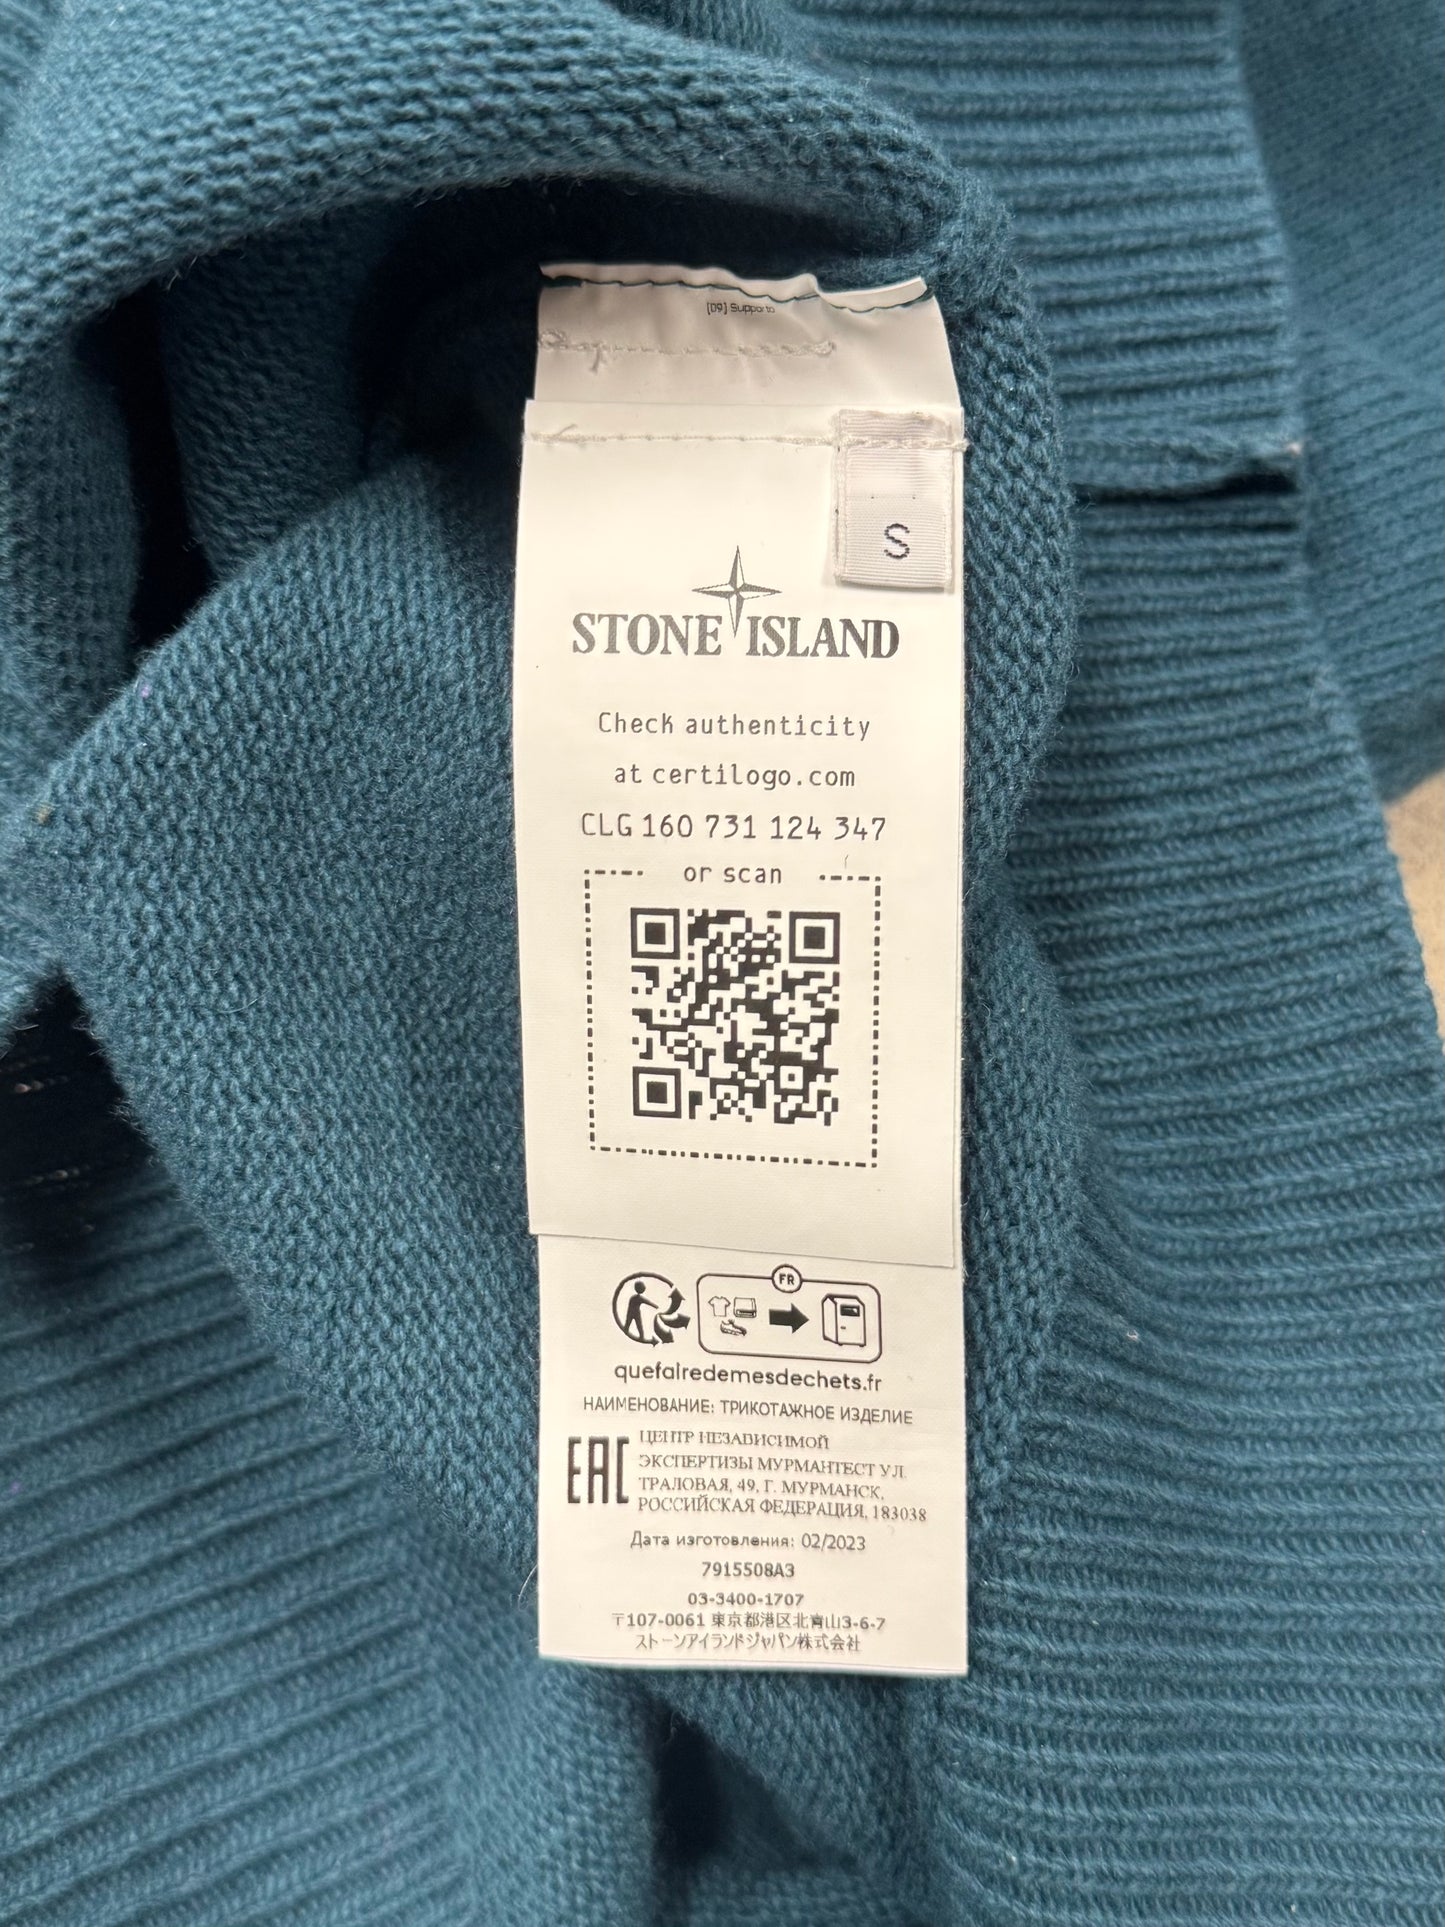 [09] Supporto
S
STONE ISLAND
Check authenticity
at certilogo.com
CLG 160 731 124 347
or scan
FR
quefairedemesdechets.fr
НАИМЕНОВАНИЕ: ТРИКОТАЖНОЕ ИЗДЕЛИЕ
EAC
ЦЕНТР НЕЗАВИСИМОЙ
ЭКСПЕРТИЗЫ МУРМАНТЕСТ УЛ.
ТРАЛОВАЯ, 49, Г. МУРМАНСК,
РОССИЙСКАЯ ФЕДЕРАЦИЯ, 183038
Дата изготовления: 02/2023
7915508A3
03-3400-1707
〒107-0061 東京都港区北青山3-6-7
ストーンアイランドジャパン株式会社